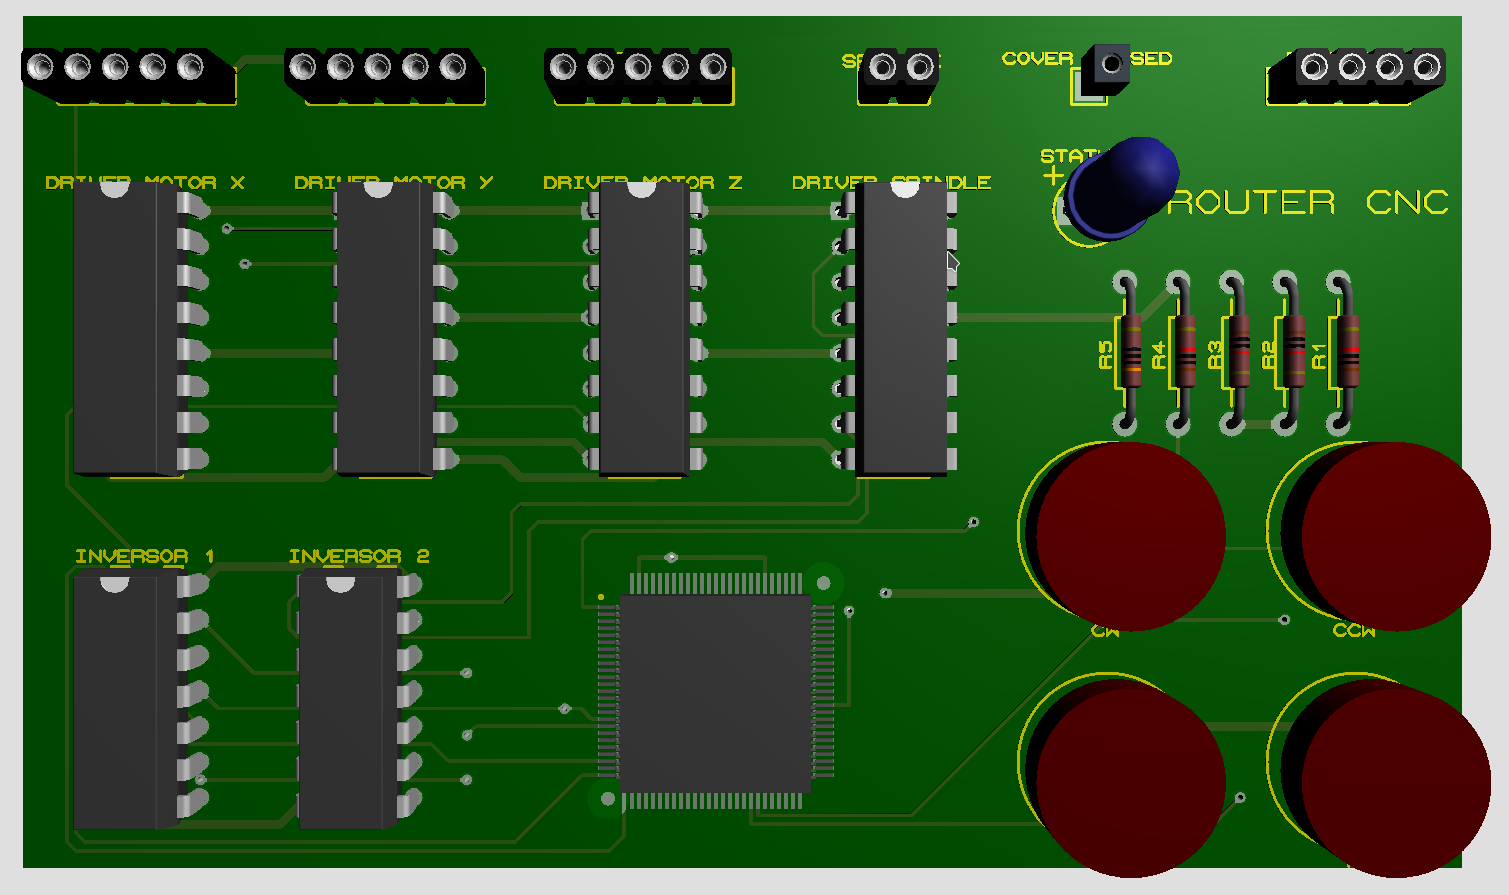 COVER
SED
+
DRIVER MOTOR X
DRIVER MOTOR Y
DRIVER MOTOR Z
DRIVER SPINDLE
ROUTER CNC
R5
R4
R3
R2
R1
INVERSOR 1
INVERSOR 2
CW
CCW